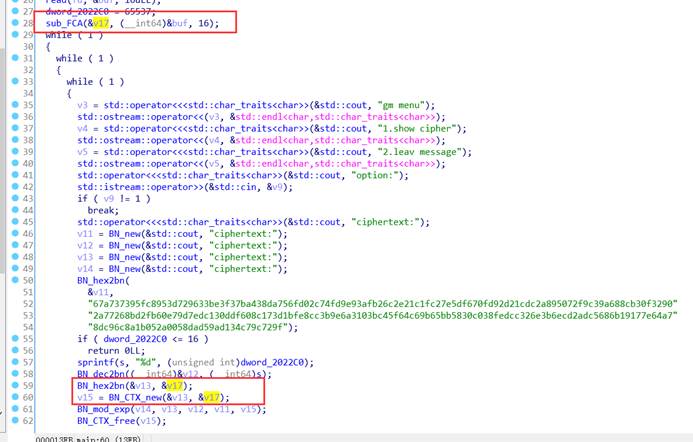 27 dword_2022C0 = 65537;
28 sub_FCA(&v17, (__int64)&buf, 16);
29 while ( 1 )
30 {
31 while ( 1 )
32 {
33 while ( 1 )
34 {
35 v3 = std::operator<<<std::char_traits<char>>(&std::cout, "gm menu");
36 std::ostream::operator<<(v3, &std::endl<char,std::char_traits<char>>);
37 v4 = std::operator<<<std::char_traits<char>>(&std::cout, "1.show cipher");
38 std::ostream::operator<<(v4, &std::endl<char,std::char_traits<char>>);
39 v5 = std::operator<<<std::char_traits<char>>(&std::cout, "2.leav message");
40 std::ostream::operator<<(v5, &std::endl<char,std::char_traits<char>>);
41 std::operator<<<std::char_traits<char>>(&std::cout, "option:");
42 std::istream::operator>>(&std::cin, &v9);
43 if ( v9 != 1 )
44 break;
45 std::operator<<<std::char_traits<char>>(&std::cout, "ciphertext:");
46 v11 = BN_new(&std::cout, "ciphertext:");
47 v12 = BN_new(&std::cout, "ciphertext:");
48 v13 = BN_new(&std::cout, "ciphertext:");
49 v14 = BN_new(&std::cout, "ciphertext:");
50 BN_hex2bn(
51 &v11,
52 "67a737395fc8953d729633be3f37ba438da756fd02c74fd9e93afb26c2e21c1fc27e5df670fd92d21cdc2a895072f9c39a688cb30f3290"
53 "2a77268bd2fb60e79d7edc130ddf608c173d1bfe8cc3b9e6a3103bc45f64c69b65bb5830c038fedcc326e3b6ecd2adc5686b19177e64a7"
54 "8dc96c8a1b052a0058dad59ad134c79c729f");
55 if ( dword_2022C0 <= 16 )
56 return 0LL;
57 sprintf(s, "%d", (unsigned int)dword_2022C0);
58 BN_dec2bn((__int64)&v12, (__int64)s);
59 BN_hex2bn(&v13, &v17);
60 v15 = BN_CTX_new(&v13, &v17);
61 BN_mod_exp(v14, v13, v12, v11, v15);
62 BN_CTX_free(v15);